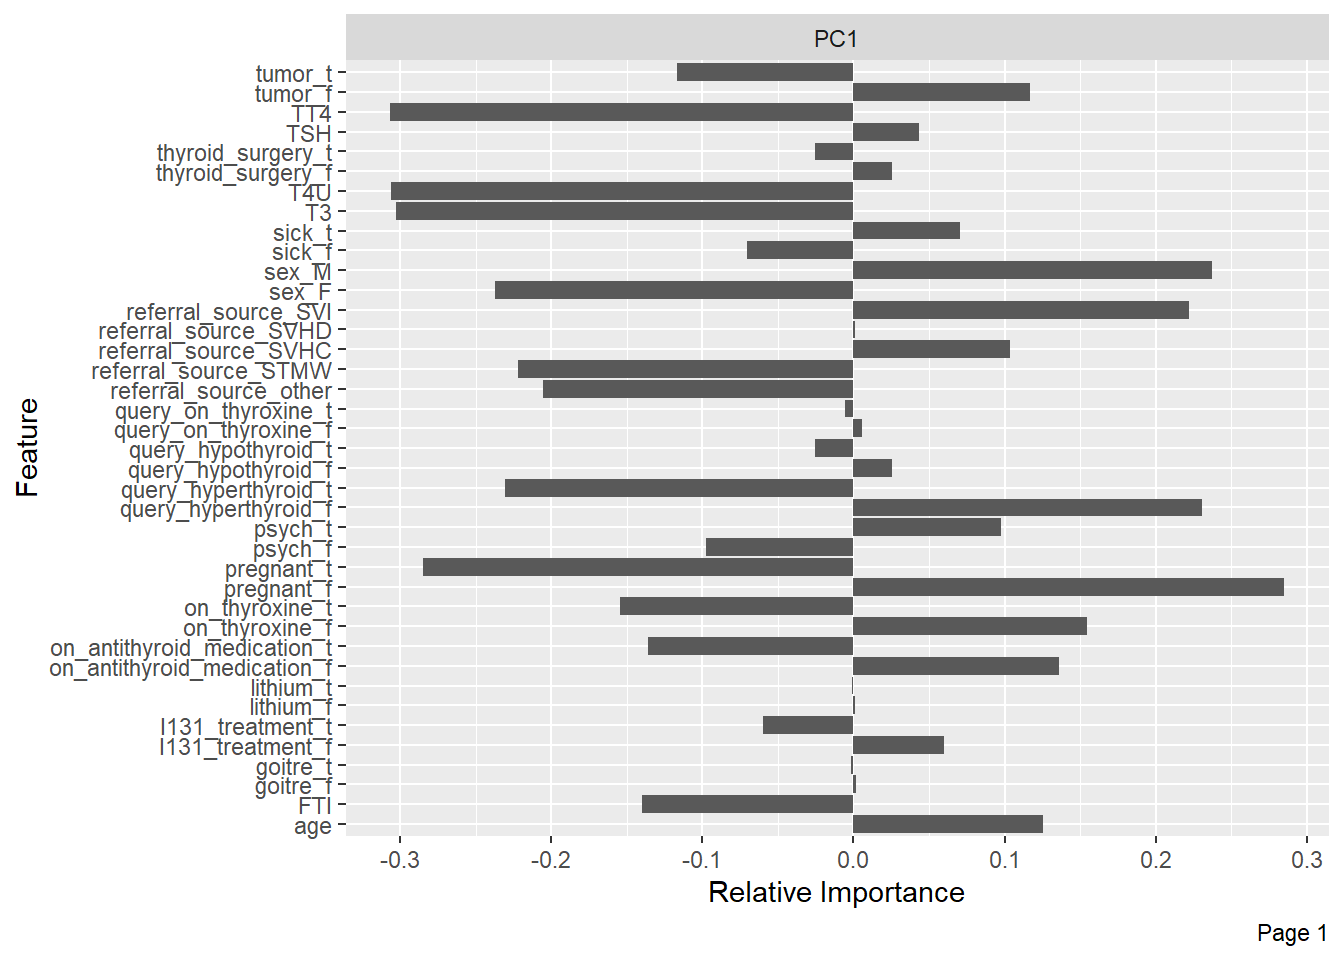 PC1
tumor_t
tumor_f
TT4
TSH
thyroid_surgery_t
thyroid_surgery_f
T4U
T3
sick_t
sick_f
sex_M
sex_F
referral_source_SVI
referral_source_SVHD
referral_source_SVHC
referral_source_STMW
referral_source_other
query_on_thyroxine_t
query_on_thyroxine_f
query_hypothyroid_t
query_hypothyroid_f
query_hyperthyroid_t
query_hyperthyroid_f
psych_t
psych_f
pregnant_t
pregnant_f
on_thyroxine_t
on_thyroxine_f
on_antithyroid_medication_t
on_antithyroid_medication_f
lithium_t
lithium_f
I131_treatment_t
I131_treatment_f
goitre_t
goitre_f
FTI
age
Feature
-0.3 -0.2 -0.1 0.0 0.1 0.2 0.3
Relative Importance
Page 1